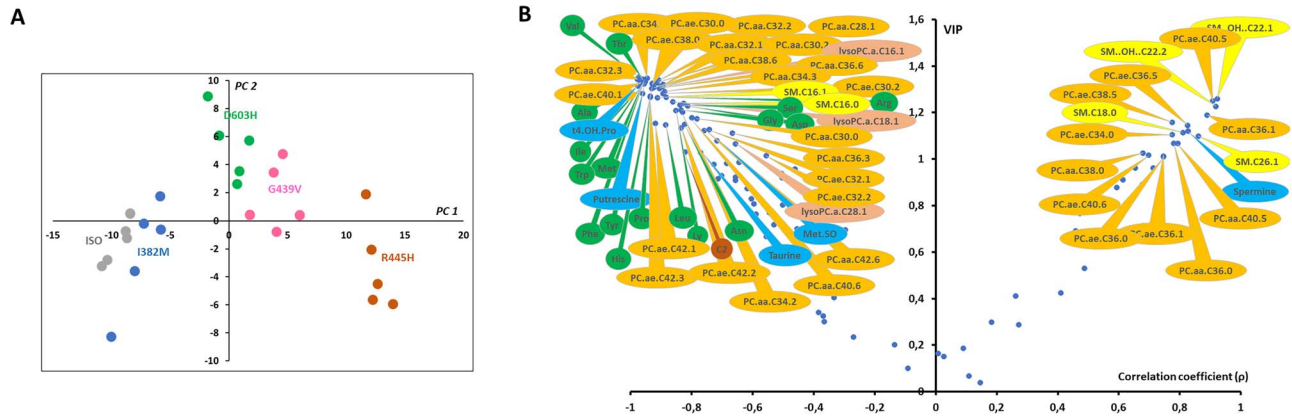 A
PC 2
10
8
6
4
2
0
-2
-4
-6
-8
-10
-15
-10
-5
0
5
10
15
20
PC 1
D603H
G439V
ISO
I382M
R445H
B
VIP
1,6
1,4
1,2
1
0,8
0,6
0,4
0,2
0
-1
-0,8
-0,6
-0,4
-0,2
0
0,2
0,4
0,6
0,8
1
Correlation coefficient (ρ)
Val
Thr
PC.aa.C34
PC.ae.C30.0
PC.aa.C32.2
PC.aa.C28.1
PC.ae.C38.0
PC.aa.C32.1
PC.aa.C30.2
lysoPC.a.C16.1
PC.aa.C32.3
PC.aa.C38.6
PC.aa.C36.6
PC.aa.C34.3
PC.ae.C30.2
PC.ae.C40.1
SM.C16.1
SM.C16.0
Ser
Arg
Ala
Gly
Asp
lysoPC.a.C18.1
t4.OH.Pro
PC.aa.C30.0
Ile
PC.aa.C36.3
Trp
Met
PC.ae.C32.1
Putrescine
PC.ae.C32.2
lysoPC.a.C28.1
Phe
Tyr
Pro
Leu
Ly
Asn
Met.SO
His
PC.ae.C42.1
C2
Taurine
PC.aa.C42.6
PC.ae.C42.3
PC.ae.C42.2
PC.aa.C40.6
PC.aa.C34.2
SM..OH..C22.1
PC.ae.C40.5
SM..OH..C22.2
PC.ae.C36.5
PC.ae.C38.5
SM.C18.0
PC.ae.C34.0
PC.aa.C36.1
SM.C26.1
PC.aa.C38.0
Spermine
PC.ae.C40.6
PC.aa.C40.5
PC.ae.C36.0
PC.ae.C36.1
PC.aa.C36.0